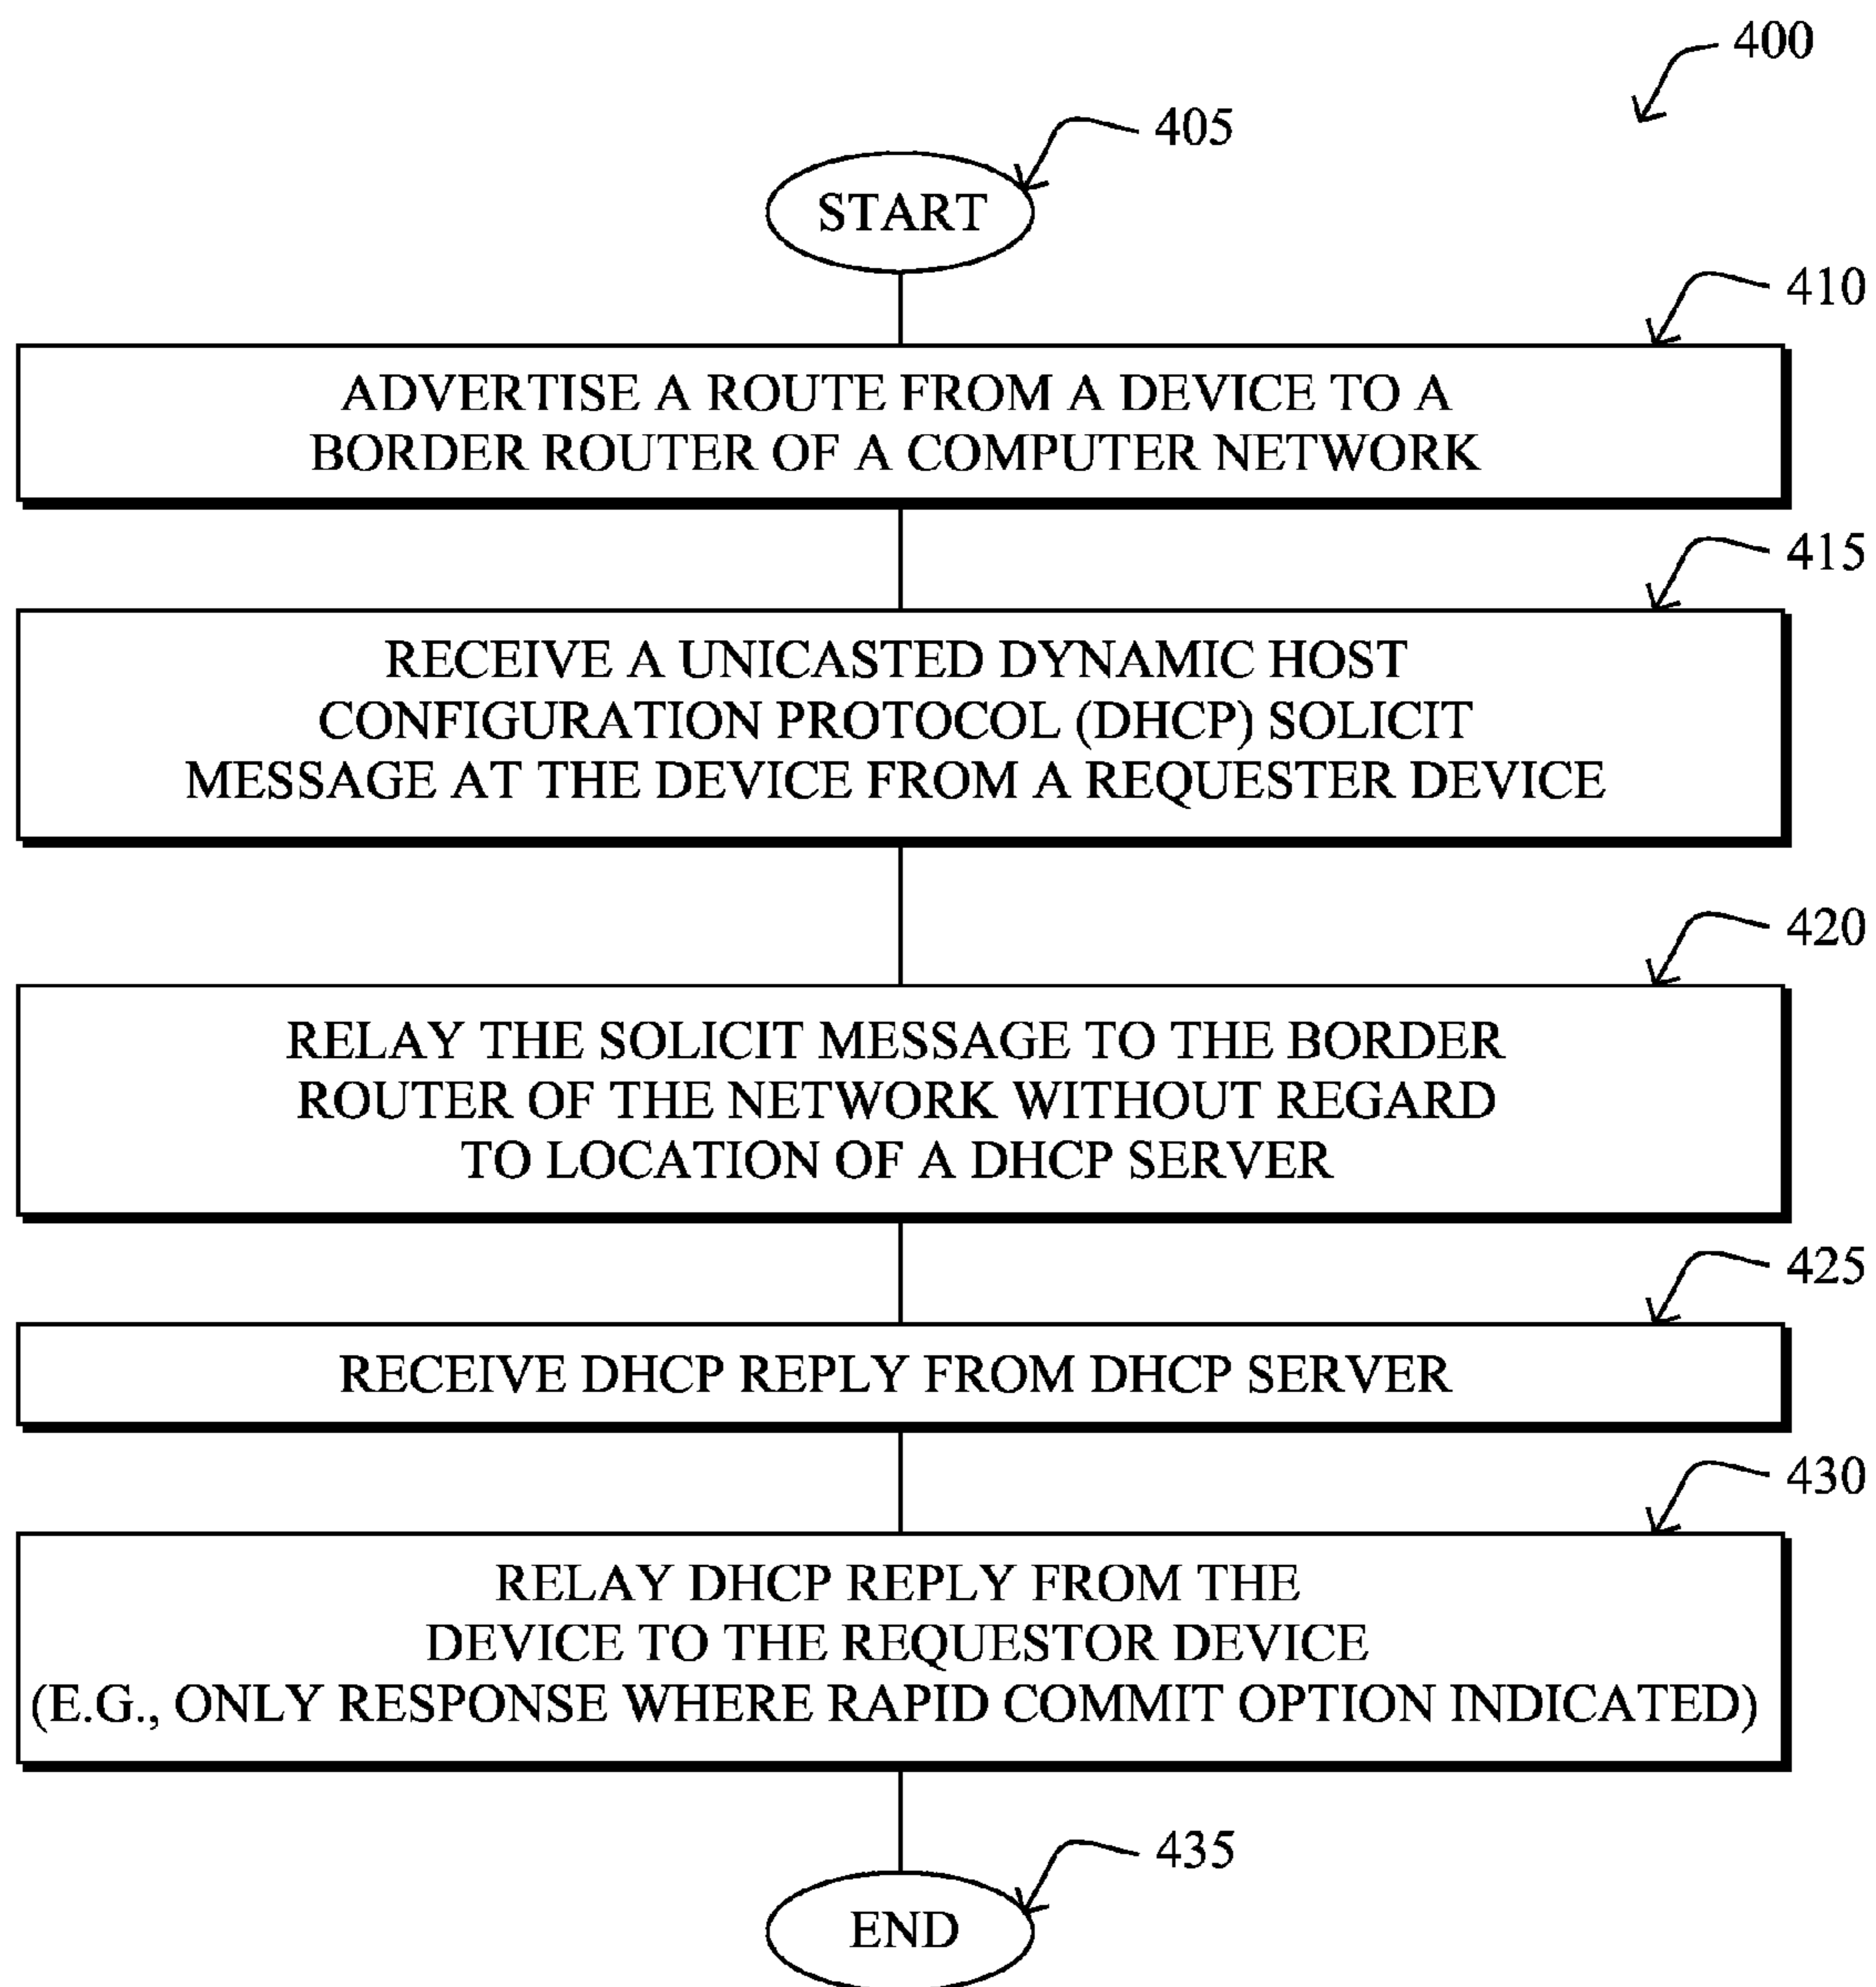 400
405
START
410
ADVERTISE A ROUTE FROM A DEVICE TO A
BORDER ROUTER OF A COMPUTER NETWORK
415
RECEIVE A UNICASTED DYNAMIC HOST
CONFIGURATION PROTOCOL (DHCP) SOLICIT
MESSAGE AT THE DEVICE FROM A REQUESTER DEVICE
420
RELAY THE SOLICIT MESSAGE TO THE BORDER
ROUTER OF THE NETWORK WITHOUT REGARD
TO LOCATION OF A DHCP SERVER
425
RECEIVE DHCP REPLY FROM DHCP SERVER
430
RELAY DHCP REPLY FROM THE
DEVICE TO THE REQUESTOR DEVICE
(E.G., ONLY RESPONSE WHERE RAPID COMMIT OPTION INDICATED)
435
END